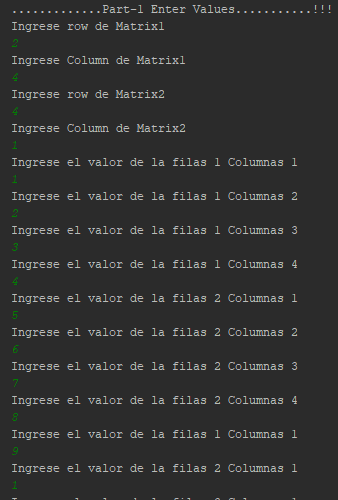 .............Part-1 Enter Values...........!!!
Ingrese row de Matrix1
2
Ingrese Column de Matrix1
4
Ingrese row de Matrix2
4
Ingrese Column de Matrix2
1
Ingrese el valor de la filas 1 Columnas 1
1
Ingrese el valor de la filas 1 Columnas 2
2
Ingrese el valor de la filas 1 Columnas 3
3
Ingrese el valor de la filas 1 Columnas 4
4
Ingrese el valor de la filas 2 Columnas 1
5
Ingrese el valor de la filas 2 Columnas 2
6
Ingrese el valor de la filas 2 Columnas 3
7
Ingrese el valor de la filas 2 Columnas 4
8
Ingrese el valor de la filas 1 Columnas 1
9
Ingrese el valor de la filas 2 Columnas 1
1